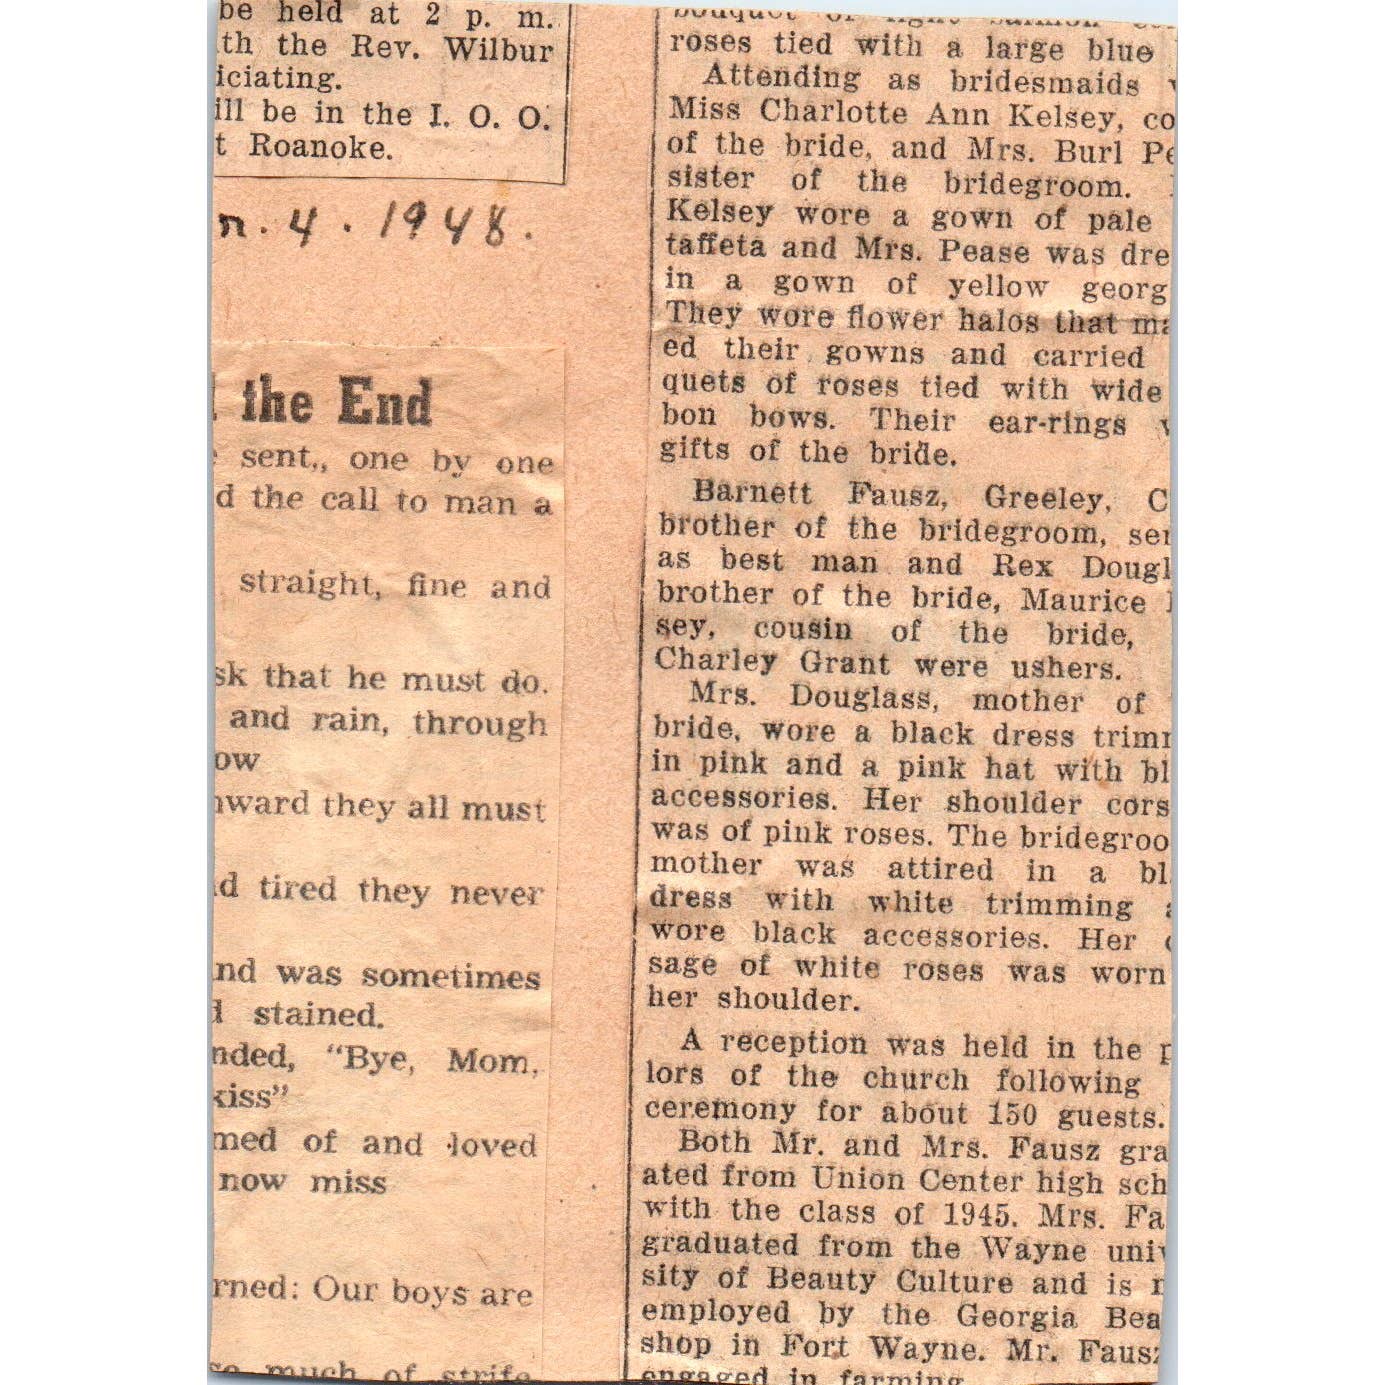 be held at 2 p. m.
th the Rev. Wilbur
iciating.
ill be in the I. O. O.
t Roanoke.
n. 4. 1948.
the End
sent,, one by one
d the call to man a
straight, fine and
sk that he must do.
and rain, through
ow
nward they all must
d tired they never
nd was sometimes
stained.
nded, "Bye, Mom,
kiss"
med of and loved
now miss
rned: Our boys are
so much of strife
bouquet of light salmon
roses tied with a large blue
Attending as bridesmaids
Miss Charlotte Ann Kelsey, co
of the bride, and Mrs. Burl Pe
sister of the bridegroom.
Kelsey wore a gown of pale
taffeta and Mrs. Pease was dre
in a gown of yellow georg
They wore flower halos that ma
ed their gowns and carried
quets of roses tied with wide
bon bows. Their ear-rings
gifts of the bride.
Barnett Fausz, Greeley, C
brother of the bridegroom, ser
as best man and Rex Dougl
brother of the bride, Maurice
sey, cousin of the bride,
Charley Grant were ushers.
Mrs. Douglass, mother of
bride, wore a black dress trim
in pink and a pink hat with bl
accessories. Her shoulder cors
was of pink roses. The bridegroo
mother was attired in a bl
dress with white trimming
wore black accessories. Her
sage of white roses was worn
her shoulder.
A reception was held in the p
lors of the church following
ceremony for about 150 guests.
Both Mr. and Mrs. Fausz gra
ated from Union Center high sch
with the class of 1945. Mrs. Fa
graduated from the Wayne univ
sity of Beauty Culture and is
employed by the Georgia Bea
shop in Fort Wayne. Mr. Fausz
engaged in farming